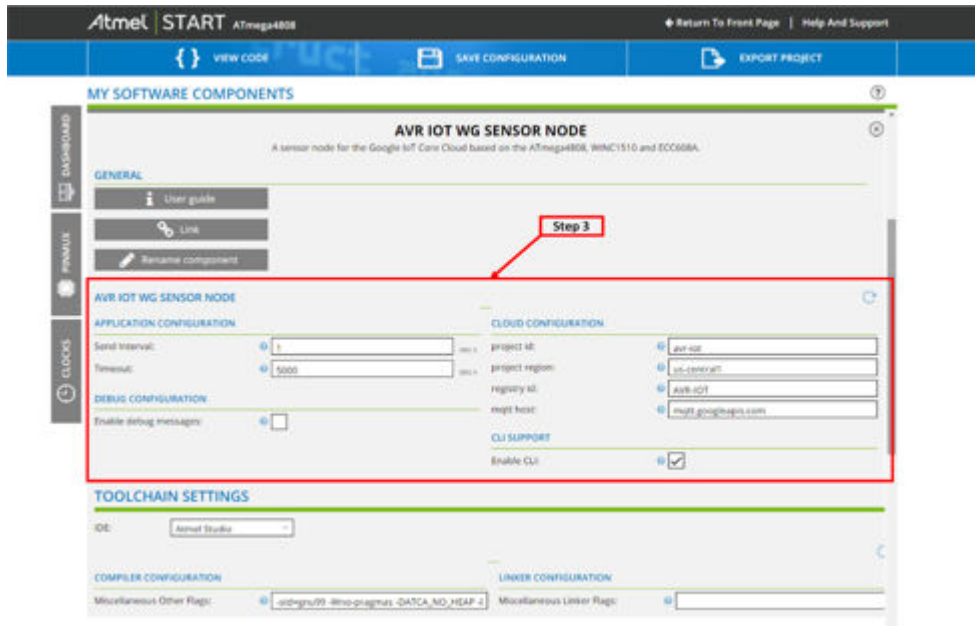 Atmel START ATmega4808
Return To Front Page | Help And Support
{ } VIEW CODE
SAVE CONFIGURATION
EXPORT PROJECT
MY SOFTWARE COMPONENTS
AVR IOT WG SENSOR NODE
A sensor node for the Google IoT Core Cloud based on the ATmega4808, WINC1510 and ECC608A.
DASHBOARD
PINMUX
CLOCKS
GENERAL
User guide
Link
Rename component
Step 3
AVR IOT WG SENSOR NODE
APPLICATION CONFIGURATION
Send Interval: 1
Timeout: 5000
DEBUG CONFIGURATION
Enable debug messages:
CLOUD CONFIGURATION
project id: avr-iot
project region: us-central1
registry id: AVR-IOT
mqtt host: mqtt.googleapis.com
CLI SUPPORT
Enable CLI:
TOOLCHAIN SETTINGS
IDE: Atmel Studio
COMPILER CONFIGURATION
Miscellaneous Other Flags: -std=gnu99 -Wno-pragmas -DATCA_NO_HEAP
LINKER CONFIGURATION
Miscellaneous Linker Flags: